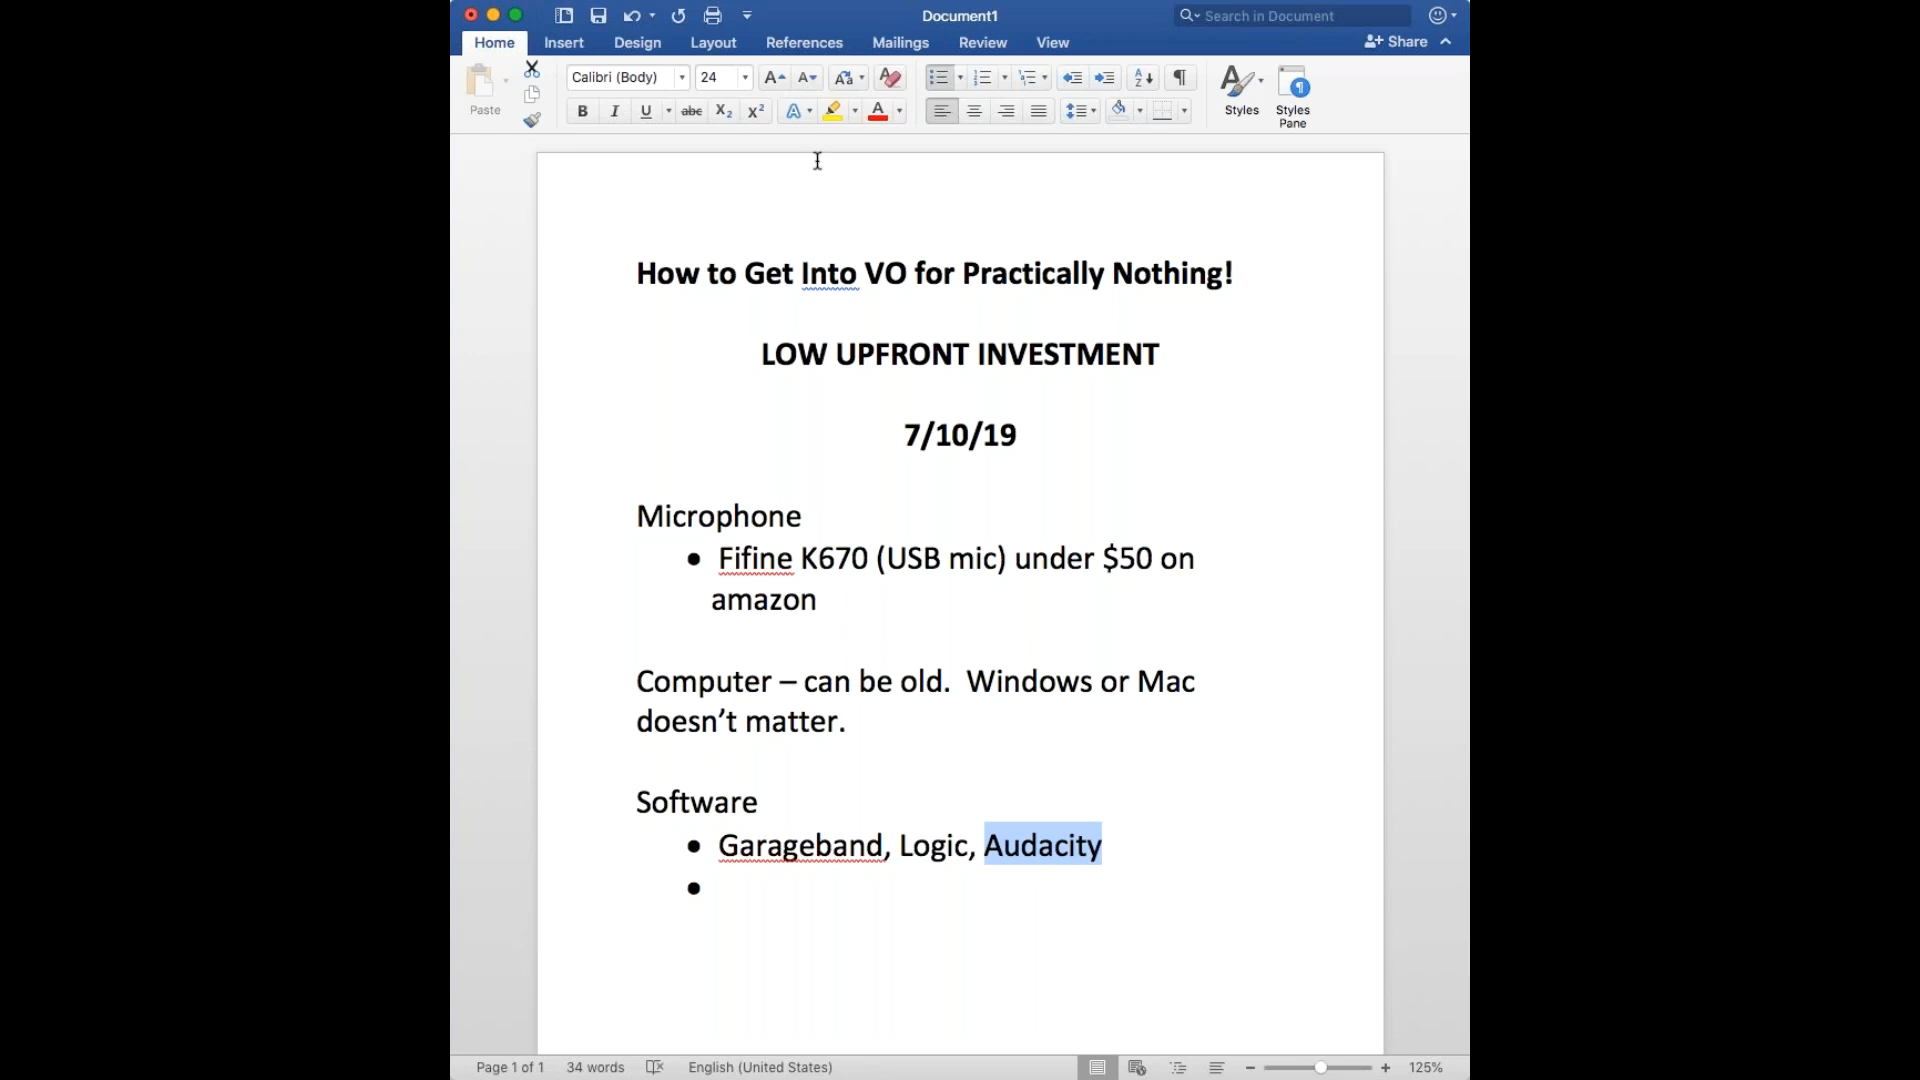 Document1
Search in Document
Home Insert Design Layout References Mailings Review View Share
Paste Calibri (Body) 24 Styles Styles Pane
How to Get Into VO for Practically Nothing!
LOW UPFRONT INVESTMENT
7/10/19
Microphone
• Fifine K670 (USB mic) under $50 on
amazon
Computer – can be old.  Windows or Mac
doesn’t matter.
Software
• Garageband, Logic, Audacity
•
Page 1 of 1 34 words English (United States) 125%